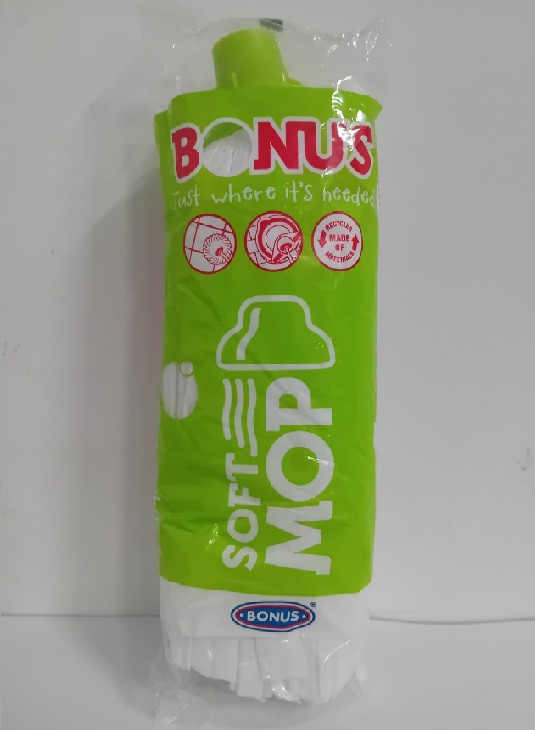 BONUS
Just where it's needed
RECYCLED
MADE
OF
MATERIALS
SOFT
MOP
BONUS®